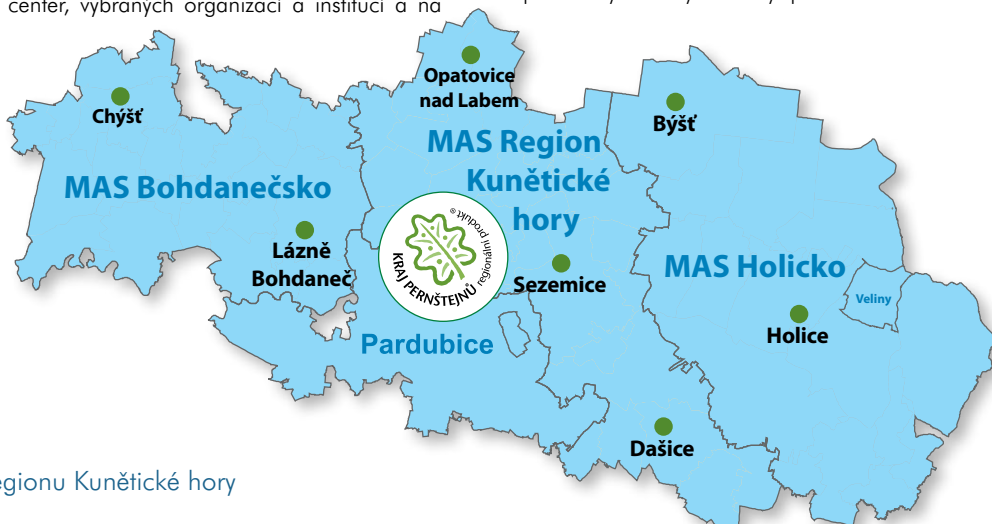 center, vybraných organizací a institucí a na
Opatovice
nad Labem
Chýšť
Býšť
MAS Region
Kunětické
hory
MAS Bohdanečsko
KRAJ PERNŠTEJNŮ regionální produkt ®
Lázně
Bohdaneč
Sezemice
MAS Holicko
Veliny
Holice
Pardubice
Dašice
egionu Kunětické hory